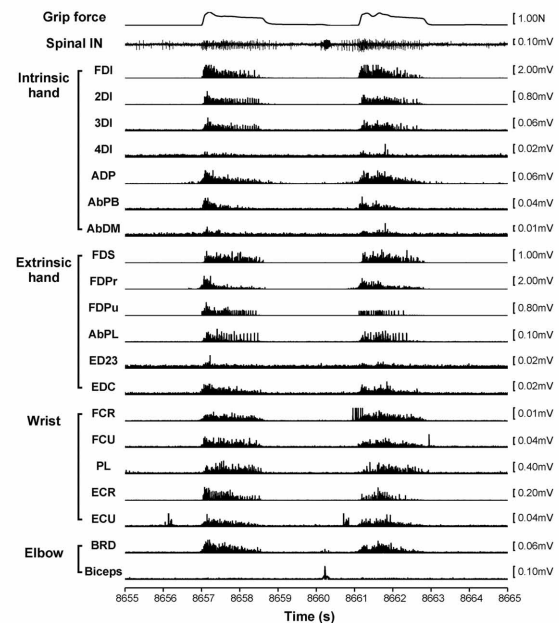 Grip force [ 1.00N
Spinal IN [ 0.10mV
Intrinsic hand
FDI [ 2.00mV
2DI [ 0.80mV
3DI [ 0.06mV
4DI [ 0.02mV
ADP [ 0.06mV
AbPB [ 0.04mV
AbDM [ 0.01mV
Extrinsic hand
FDS [ 1.00mV
FDPr [ 2.00mV
FDPu [ 0.80mV
AbPL [ 0.10mV
ED23 [ 0.02mV
EDC [ 0.02mV
Wrist
FCR [ 0.01mV
FCU [ 0.04mV
PL [ 0.40mV
ECR [ 0.20mV
ECU [ 0.04mV
Elbow
BRD [ 0.06mV
Biceps [ 0.10mV
8655 8656 8657 8658 8659 8660 8661 8662 8663 8664 8665
Time (s)